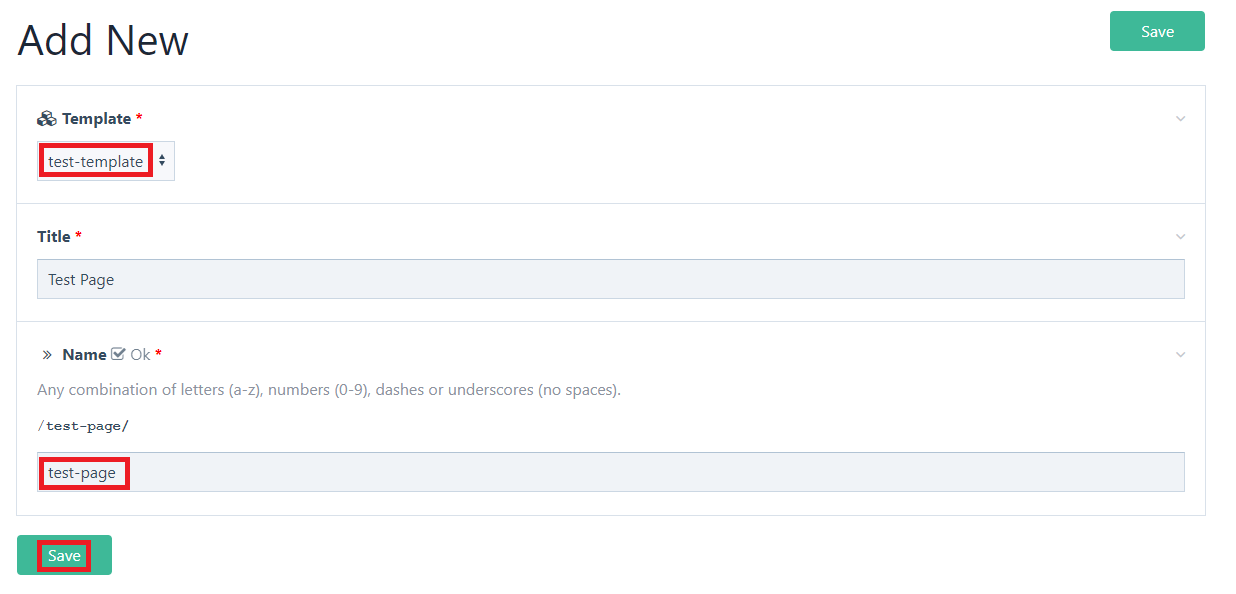 Add New
Save
Template *
test-template
Title *
Test Page
» Name Ok *
Any combination of letters (a-z), numbers (0-9), dashes or underscores (no spaces).
/test-page/
test-page
Save